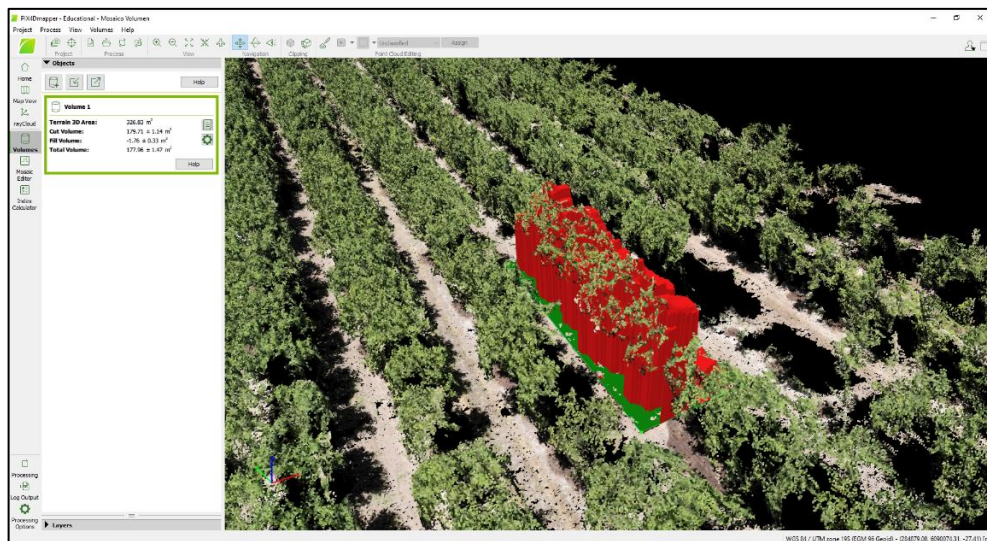 PIX4Dmapper - Educational - Mosaico Volumen
Project Process View Volumes Help
Project Process View Navigation Clipping Point Cloud Editing
Unclassified Assign
Home
Map View
rayCloud
Volumes
Mosaic Editor
Index Calculator
Objects
Help
Volume 1
Terrain 3D Area: 326.83 m²
Cut Volume: 179.71 ± 1.14 m³
Fill Volume: -1.76 ± 0.33 m³
Total Volume: 177.96 ± 1.47 m³
Help
Processing
Log Output
Processing Options
Layers
WGS 84 / UTM zone 19S (EGM 96 Geoid) - (284879.08, 6090074.31, -27.41) [m]